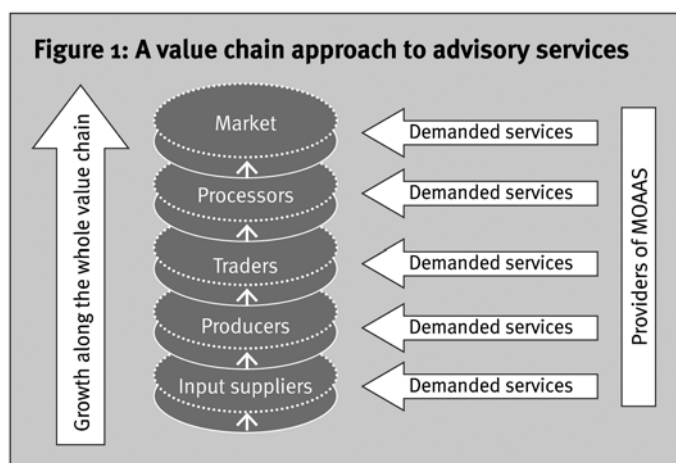 Figure 1: A value chain approach to advisory services
Growth along the whole value chain
Market
Demanded services
Processors
Demanded services
Traders
Demanded services
Producers
Demanded services
Input suppliers
Demanded services
Providers of MOAAS